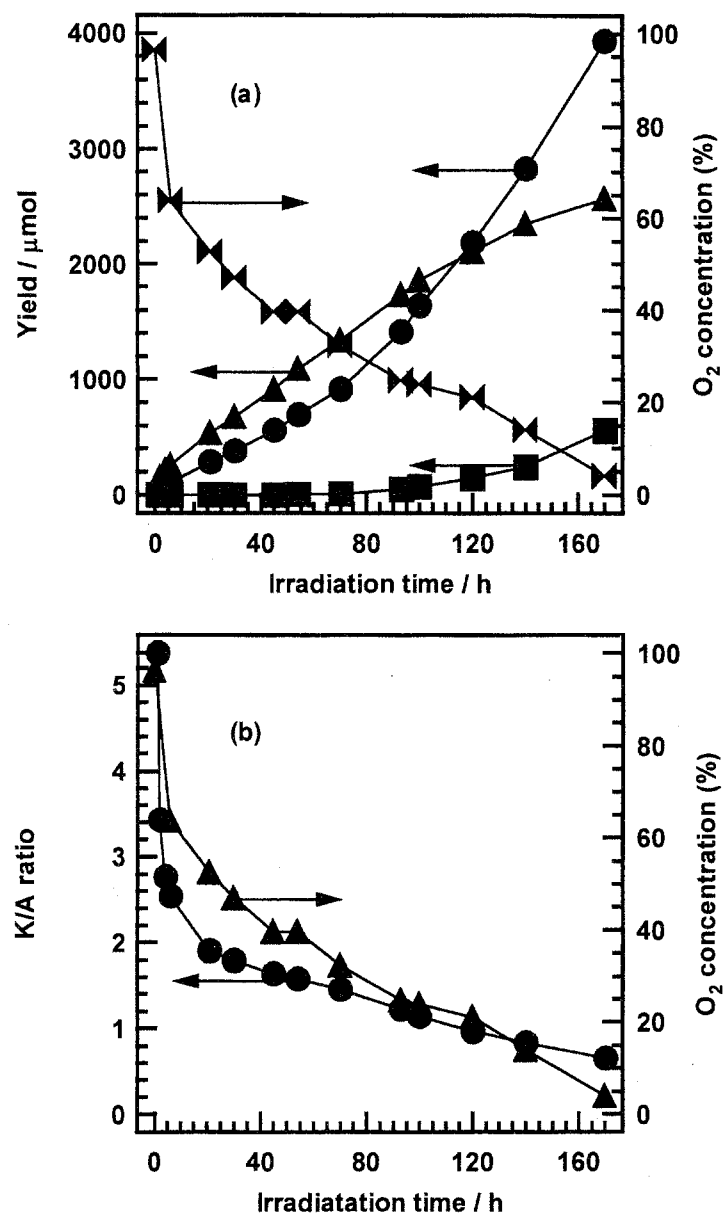 (a)
4000
3000
2000
1000
0
Yield / μmol
100
80
60
40
20
0
O2 concentration (%)
0 40 80 120 160
Irradiation time / h
(b)
5
4
3
2
1
0
K/A ratio
100
80
60
40
20
0
O2 concentration (%)
0 40 80 120 160
Irradiatation time / h